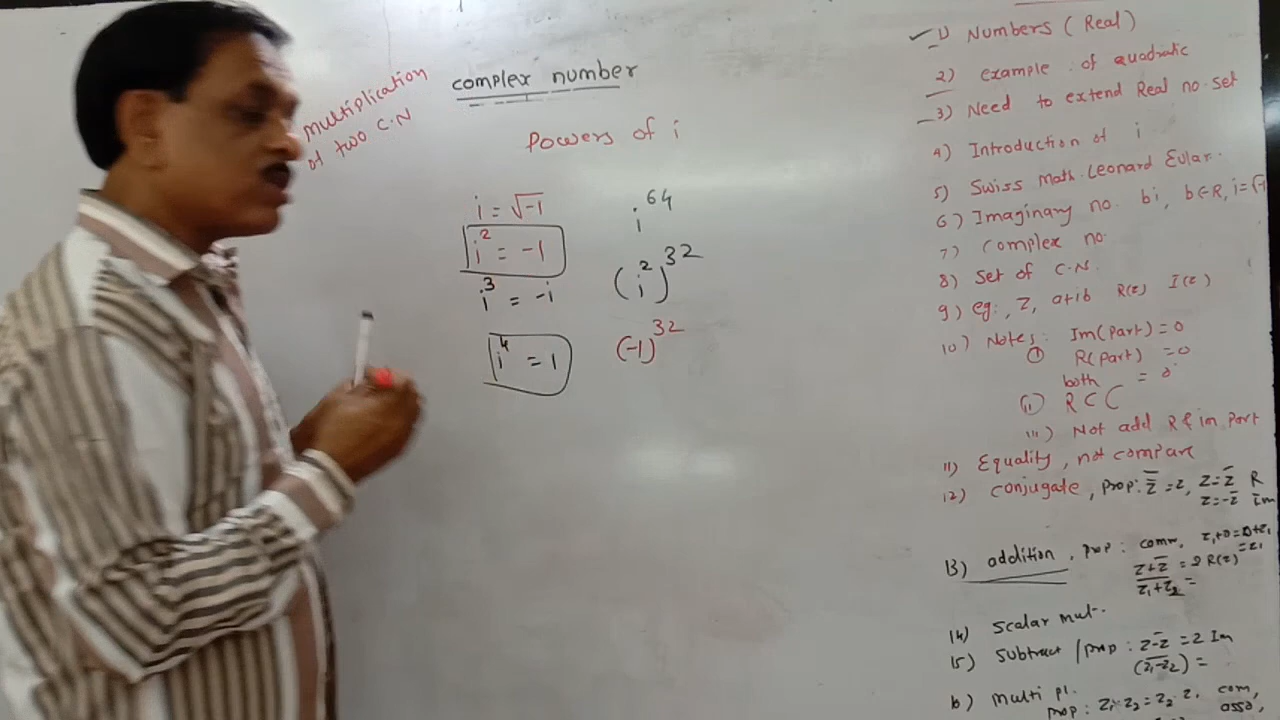 multiplication
of two C.N
complex number
Powers of i
i = √-1
i² = -1
i³ = -i
i⁴ = 1
i⁶⁴
(i²)³²
(-1)³²
1) Numbers (Real)
2) example of quadratic
3) Need to extend Real no. set
4) Introduction of i
5) Swiss Math. Leonard Eular.
6) Imaginary no. bi, b∈R, i=√-1
7) Complex no
8) Set of C.N.
9) eg:, Z, a+ib R(z) I(z)
10) Notes: Im(Part)=0
① R(part) =0
both =
(ii) R ⊂ C
iii) Not add R & im Part
11) Equality, not compare
12) Conjugate, Prop: z̿ = z, z = z̄ R
z = -z̄ im
13) addition, prop: comm, z₁+0=0+z₁
=z₁
z+z̄ = 2 R(z)
z₁+z₂ =
14) Scalar mult.
15) Subtract / prop: z-z̄ = 2 Im
(z₁-z₂) =
multi pl.
prop: z₁·z₂ = z₂·z, com,
asso,